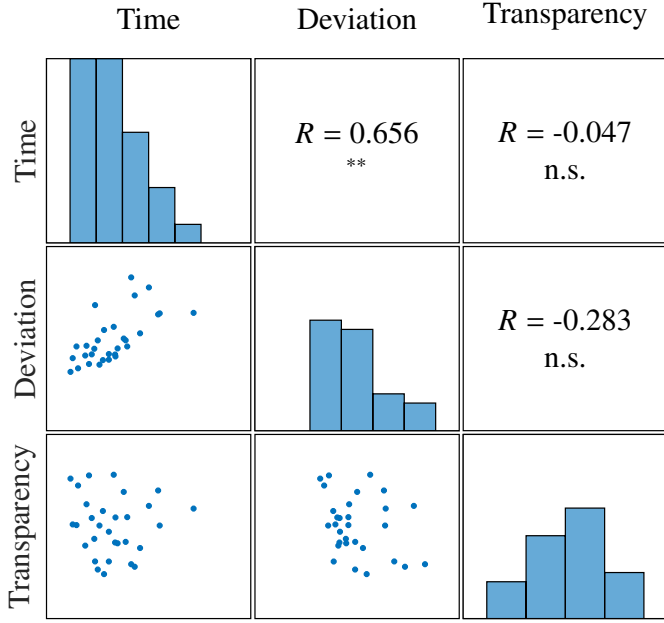 Time
Deviation
Transparency
Time
R = 0.656
**
R = -0.047
n.s.
Deviation
R = -0.283
n.s.
Transparency